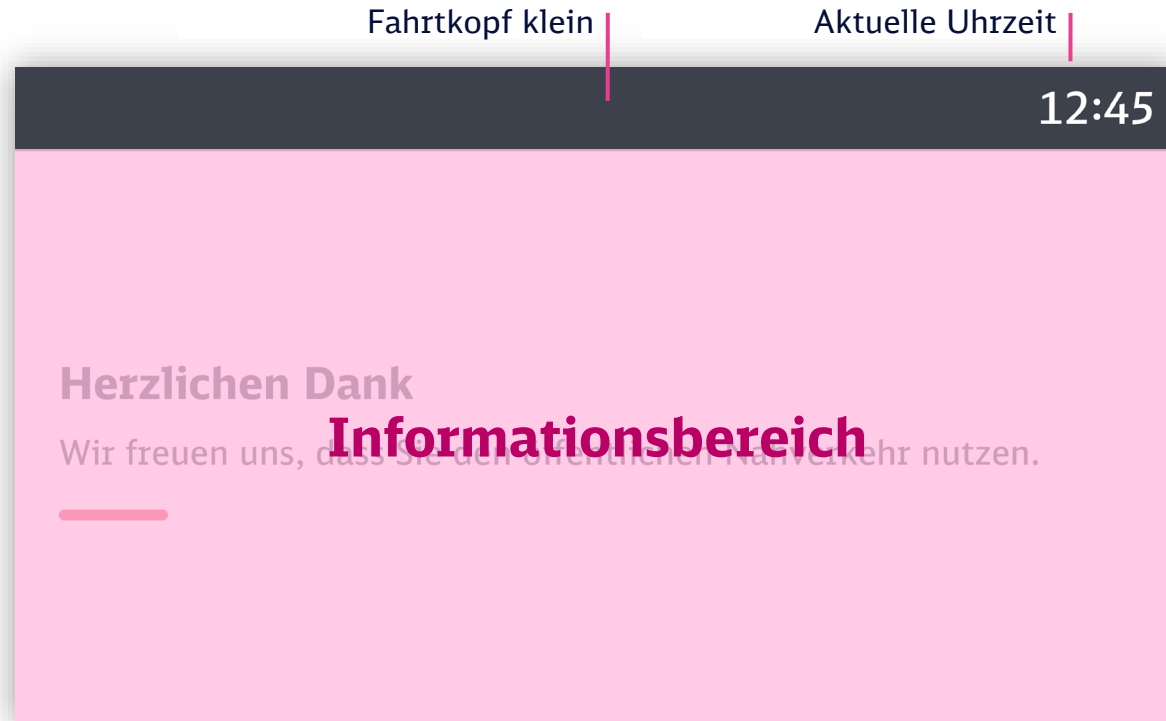 Fahrtkopf klein
Aktuelle Uhrzeit
12:45
Herzlichen Dank
Informationsbereich
Wir freuen uns, dass Sie den öffentlichen Nahverkehr nutzen.